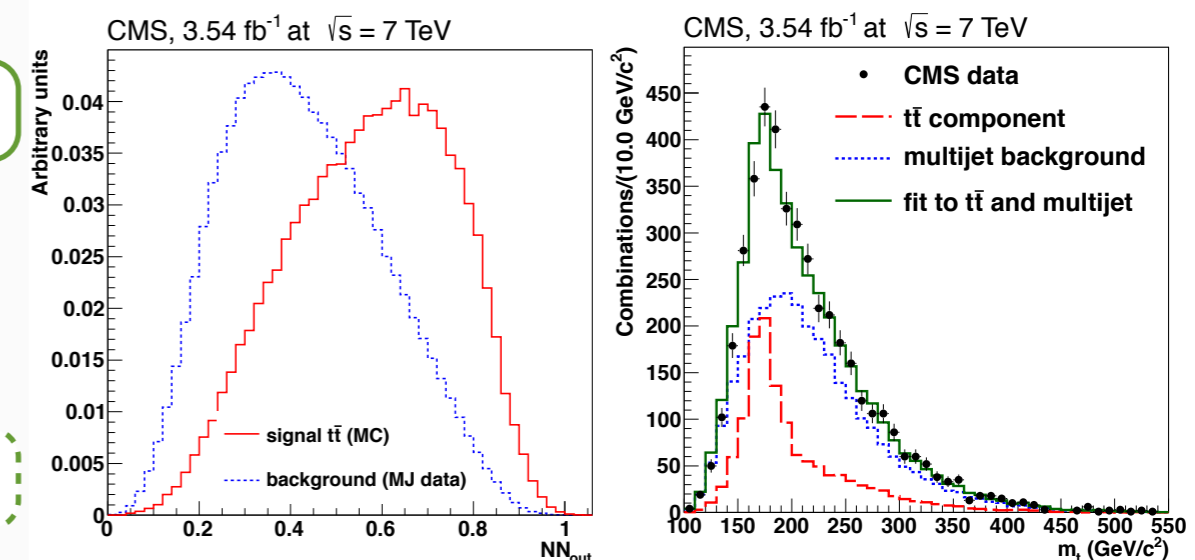 CMS, 3.54 fb⁻¹ at √s = 7 TeV
Arbitrary units
0.04
0.035
0.03
0.025
0.02
0.015
0.01
0.005
0
signal tt̄ (MC)
background (MJ data)
0 0.2 0.4 0.6 0.8 1
NN_out
CMS, 3.54 fb⁻¹ at √s = 7 TeV
Combinations/(10.0 GeV/c²)
450
400
350
300
250
200
150
100
50
0
CMS data
tt̄ component
multijet background
fit to tt̄ and multijet
100 150 200 250 300 350 400 450 500 550
m_t (GeV/c²)